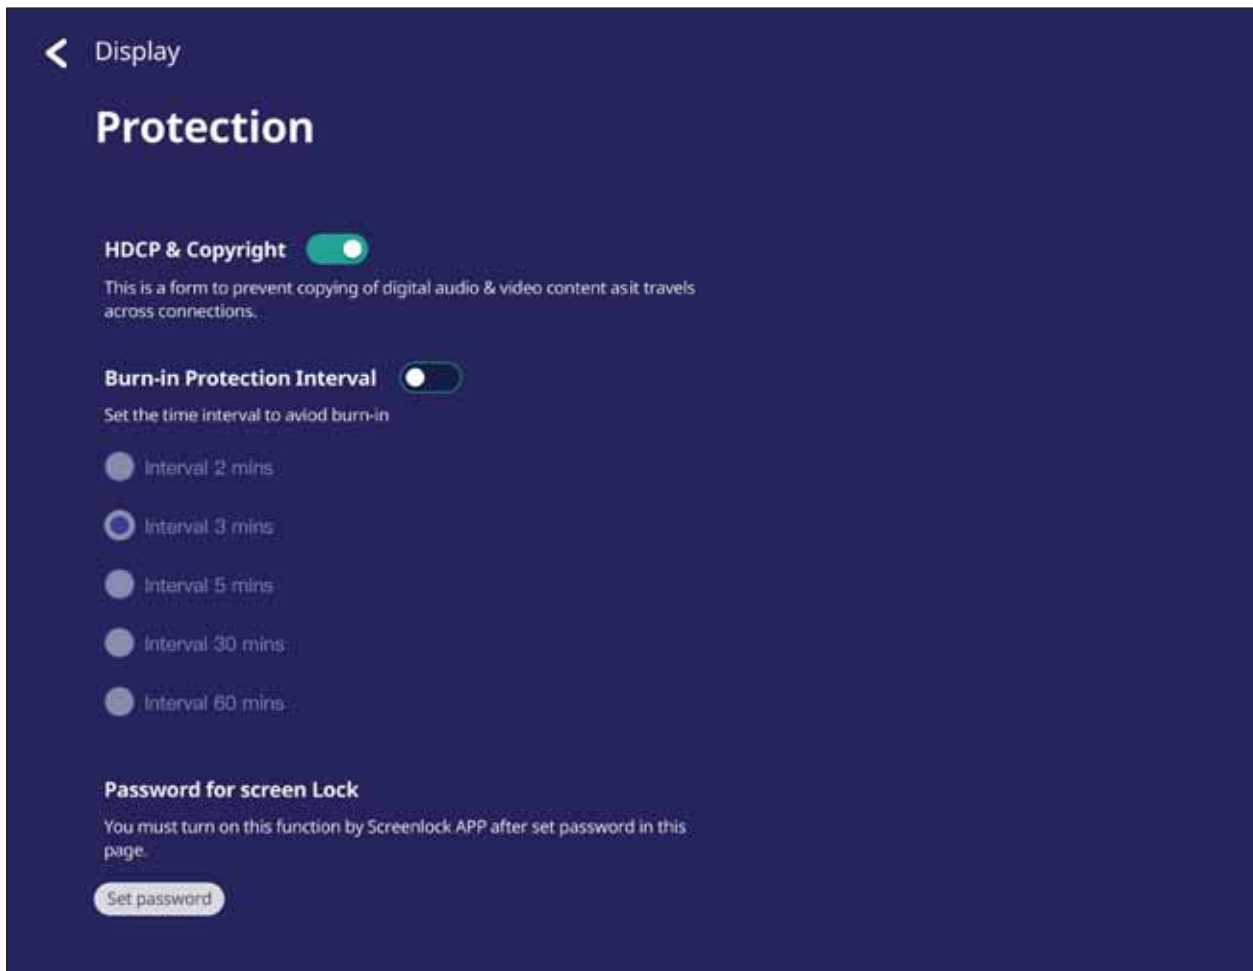 Display
Protection
HDCP & Copyright
This is a form to prevent copying of digital audio & video content asit travels
across connections.
Burn-in Protection Interval
Set the time interval to aviod burn-in
Interval 2 mins
Interval 3 mins
Interval 5 mins
Interval 30 mins
Interval 60 mins
Password for screen Lock
You must turn on this function by Screenlock APP after set password in this
page.
Set password